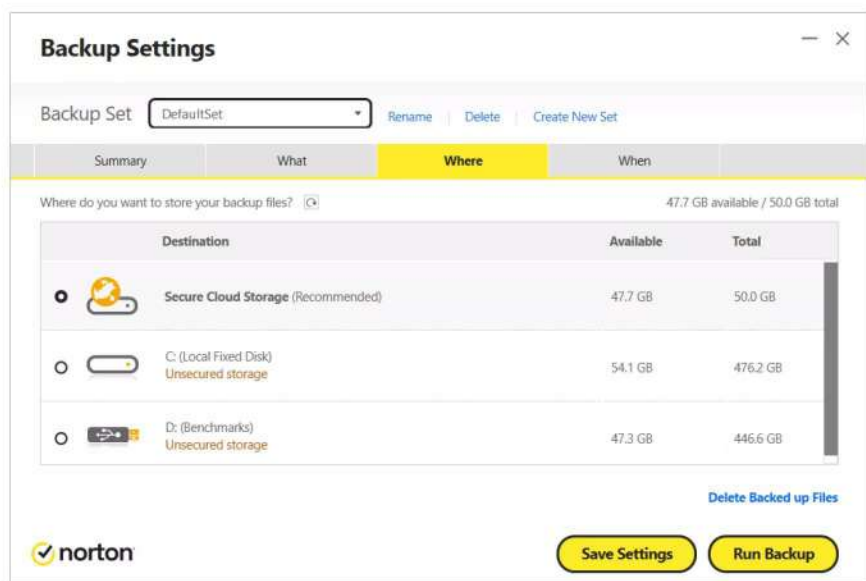 Backup Settings
Backup Set DefaultSet Rename Delete Create New Set
Summary What Where When
Where do you want to store your backup files? 47.7 GB available / 50.0 GB total
Destination Available Total
Secure Cloud Storage (Recommended) 47.7 GB 50.0 GB
C: (Local Fixed Disk)
Unsecured storage 54.1 GB 476.2 GB
D: (Benchmarks)
Unsecured storage 47.3 GB 446.6 GB
Delete Backed up Files
norton Save Settings Run Backup